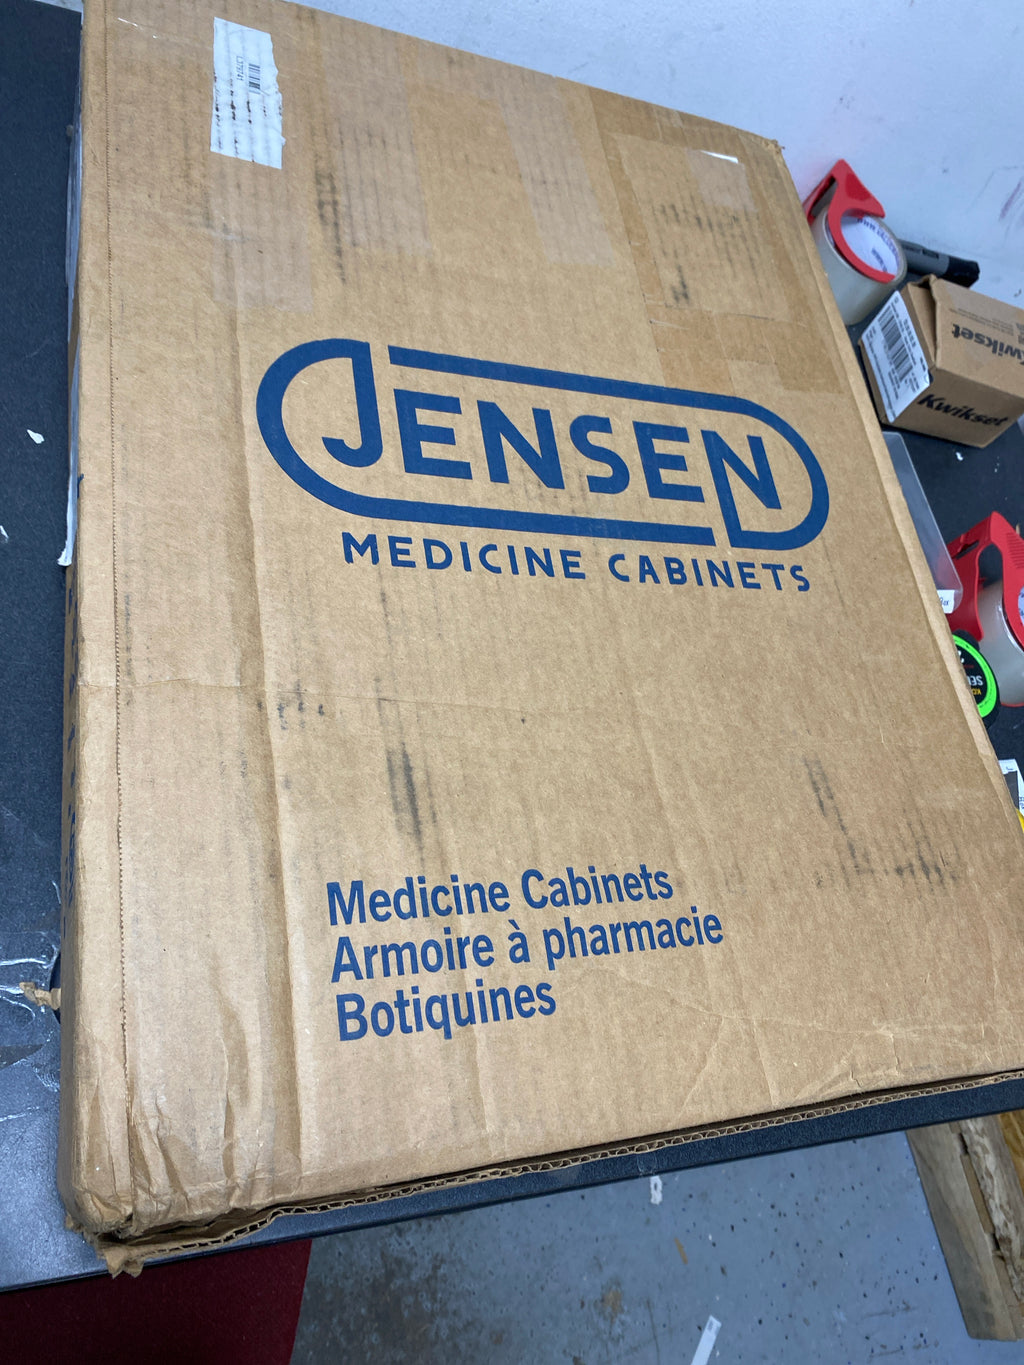 JENSEN
MEDICINE CABINETS
Medicine Cabinets
Armoire à pharmacie
Botiquines
Kwikset
Kwikset